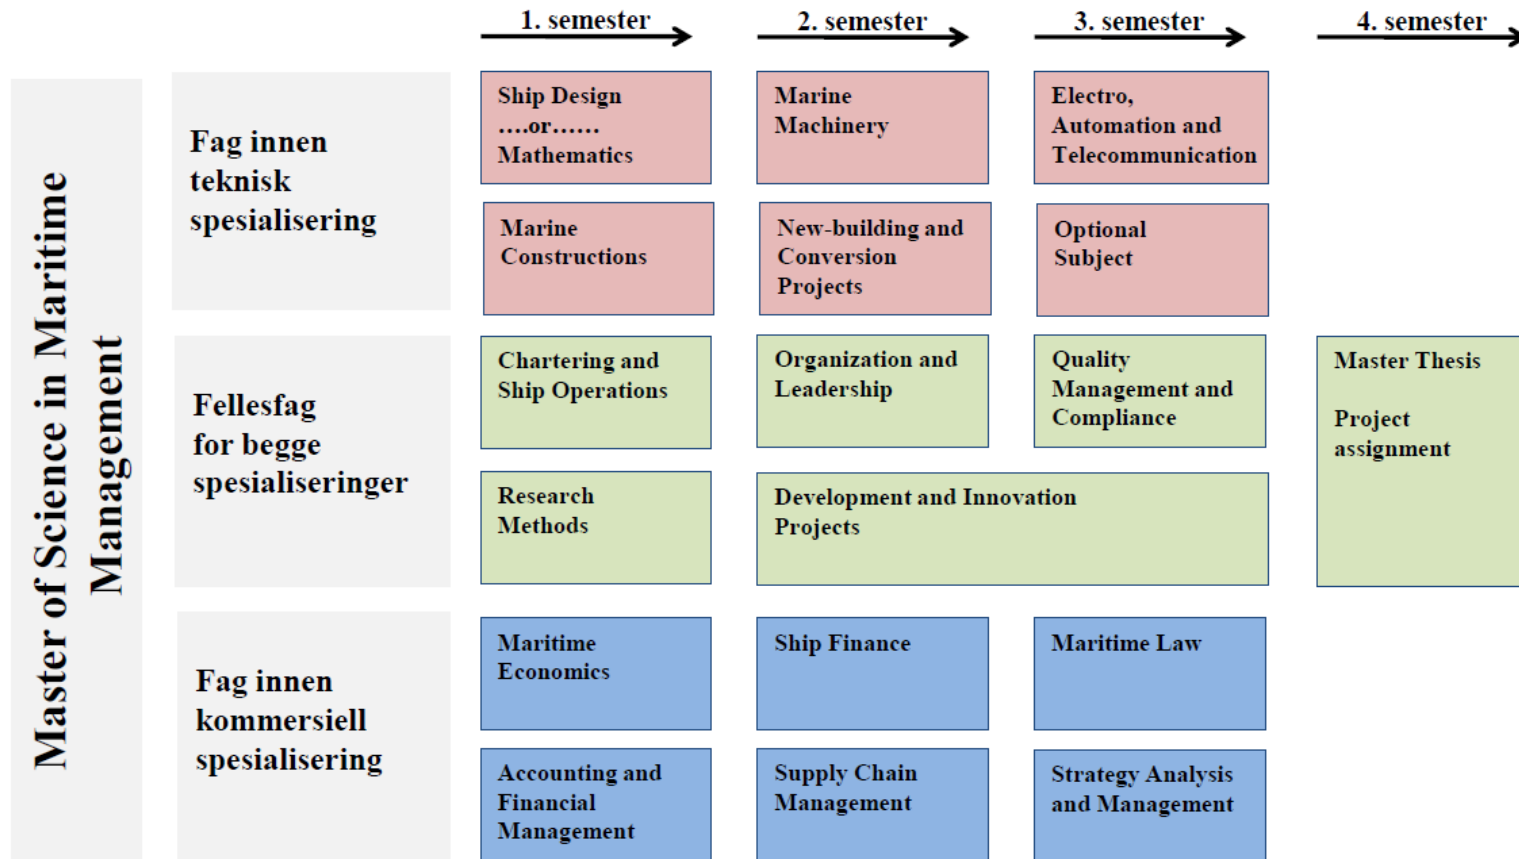 1. semester
2. semester
3. semester
4. semester
Master of Science in Maritime
Management
Fag innen
teknisk
spesialisering
Ship Design
….or……
Mathematics
Marine
Machinery
Electro,
Automation and
Telecommunication
Marine
Constructions
New-building and
Conversion
Projects
Optional
Subject
Fellesfag
for begge
spesialiseringer
Chartering and
Ship Operations
Organization and
Leadership
Quality
Management and
Compliance
Master Thesis
Project
assignment
Research
Methods
Development and Innovation
Projects
Fag innen
kommersiell
spesialisering
Maritime
Economics
Ship Finance
Maritime Law
Accounting and
Financial
Management
Supply Chain
Management
Strategy Analysis
and Management